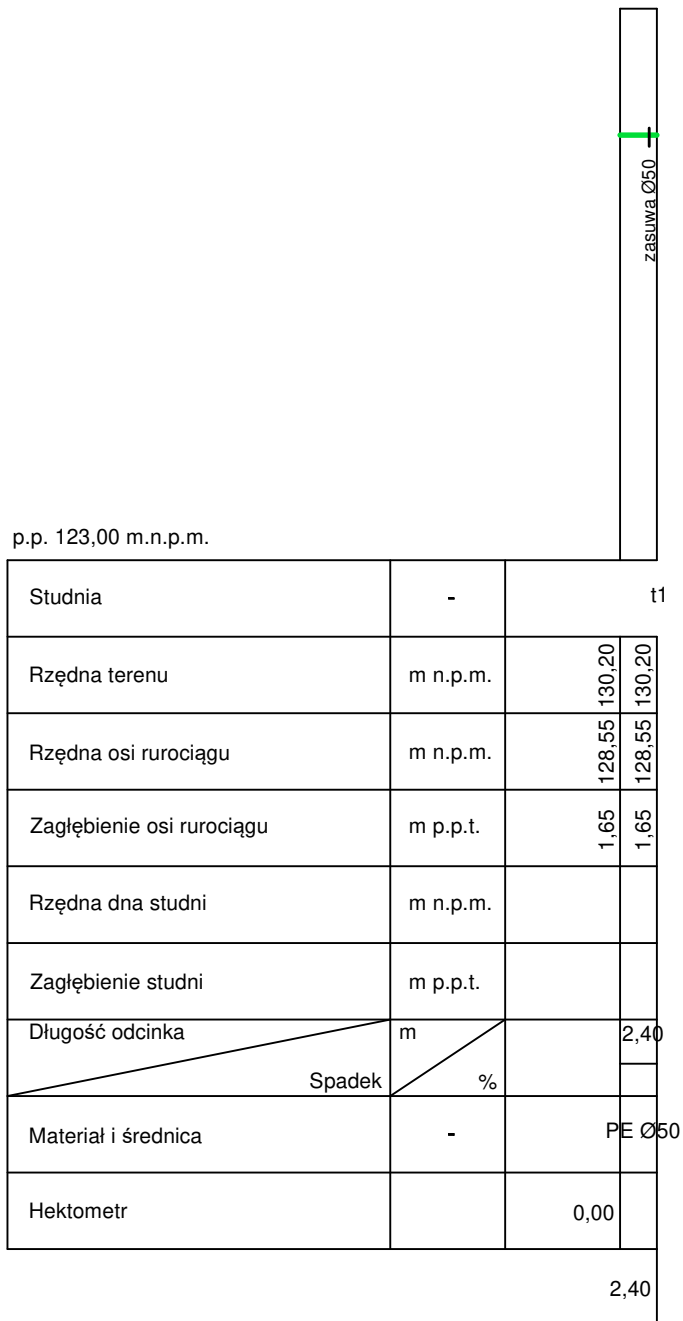 zasuwa Ø50
p.p. 123,00 m.n.p.m.
Studnia - t1
Rzędna terenu m n.p.m. 130,20 130,20
Rzędna osi rurociągu m n.p.m. 128,55 128,55
Zagłębienie osi rurociągu m p.p.t. 1,65 1,65
Rzędna dna studni m n.p.m.
Zagłębienie studni m p.p.t.
Długość odcinka m 2,40
Spadek %
Materiał i średnica - PE Ø50
Hektometr 0,00
2,40